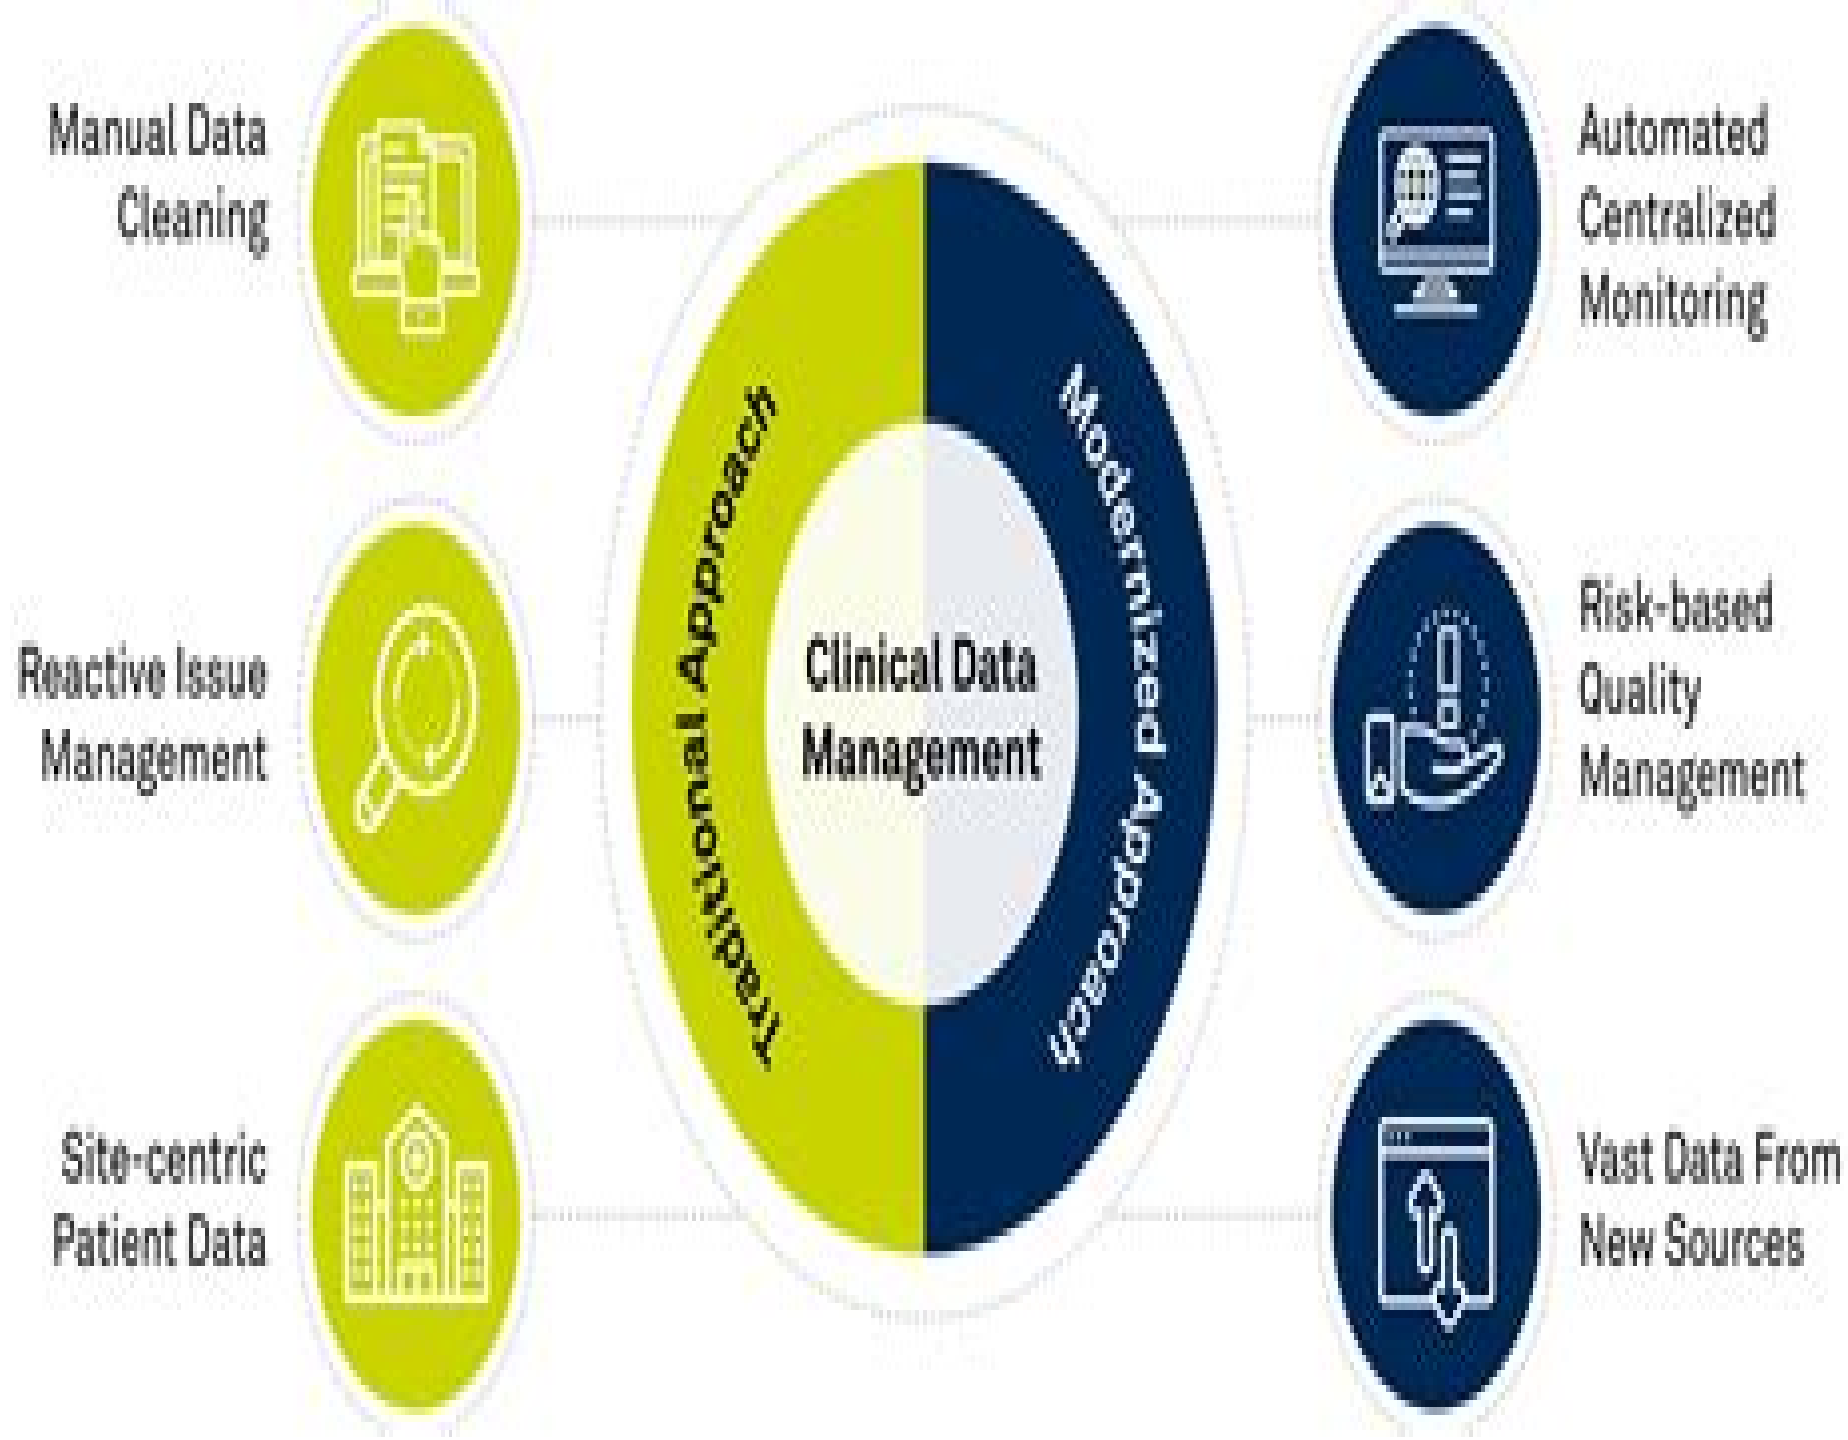 Manual Data
Cleaning
Reactive Issue
Management
Site-centric
Patient Data
Traditional Approach
Clinical Data
Management
Modernized Approach
Automated
Centralized
Monitoring
Risk-based
Quality
Management
Vast Data From
New Sources